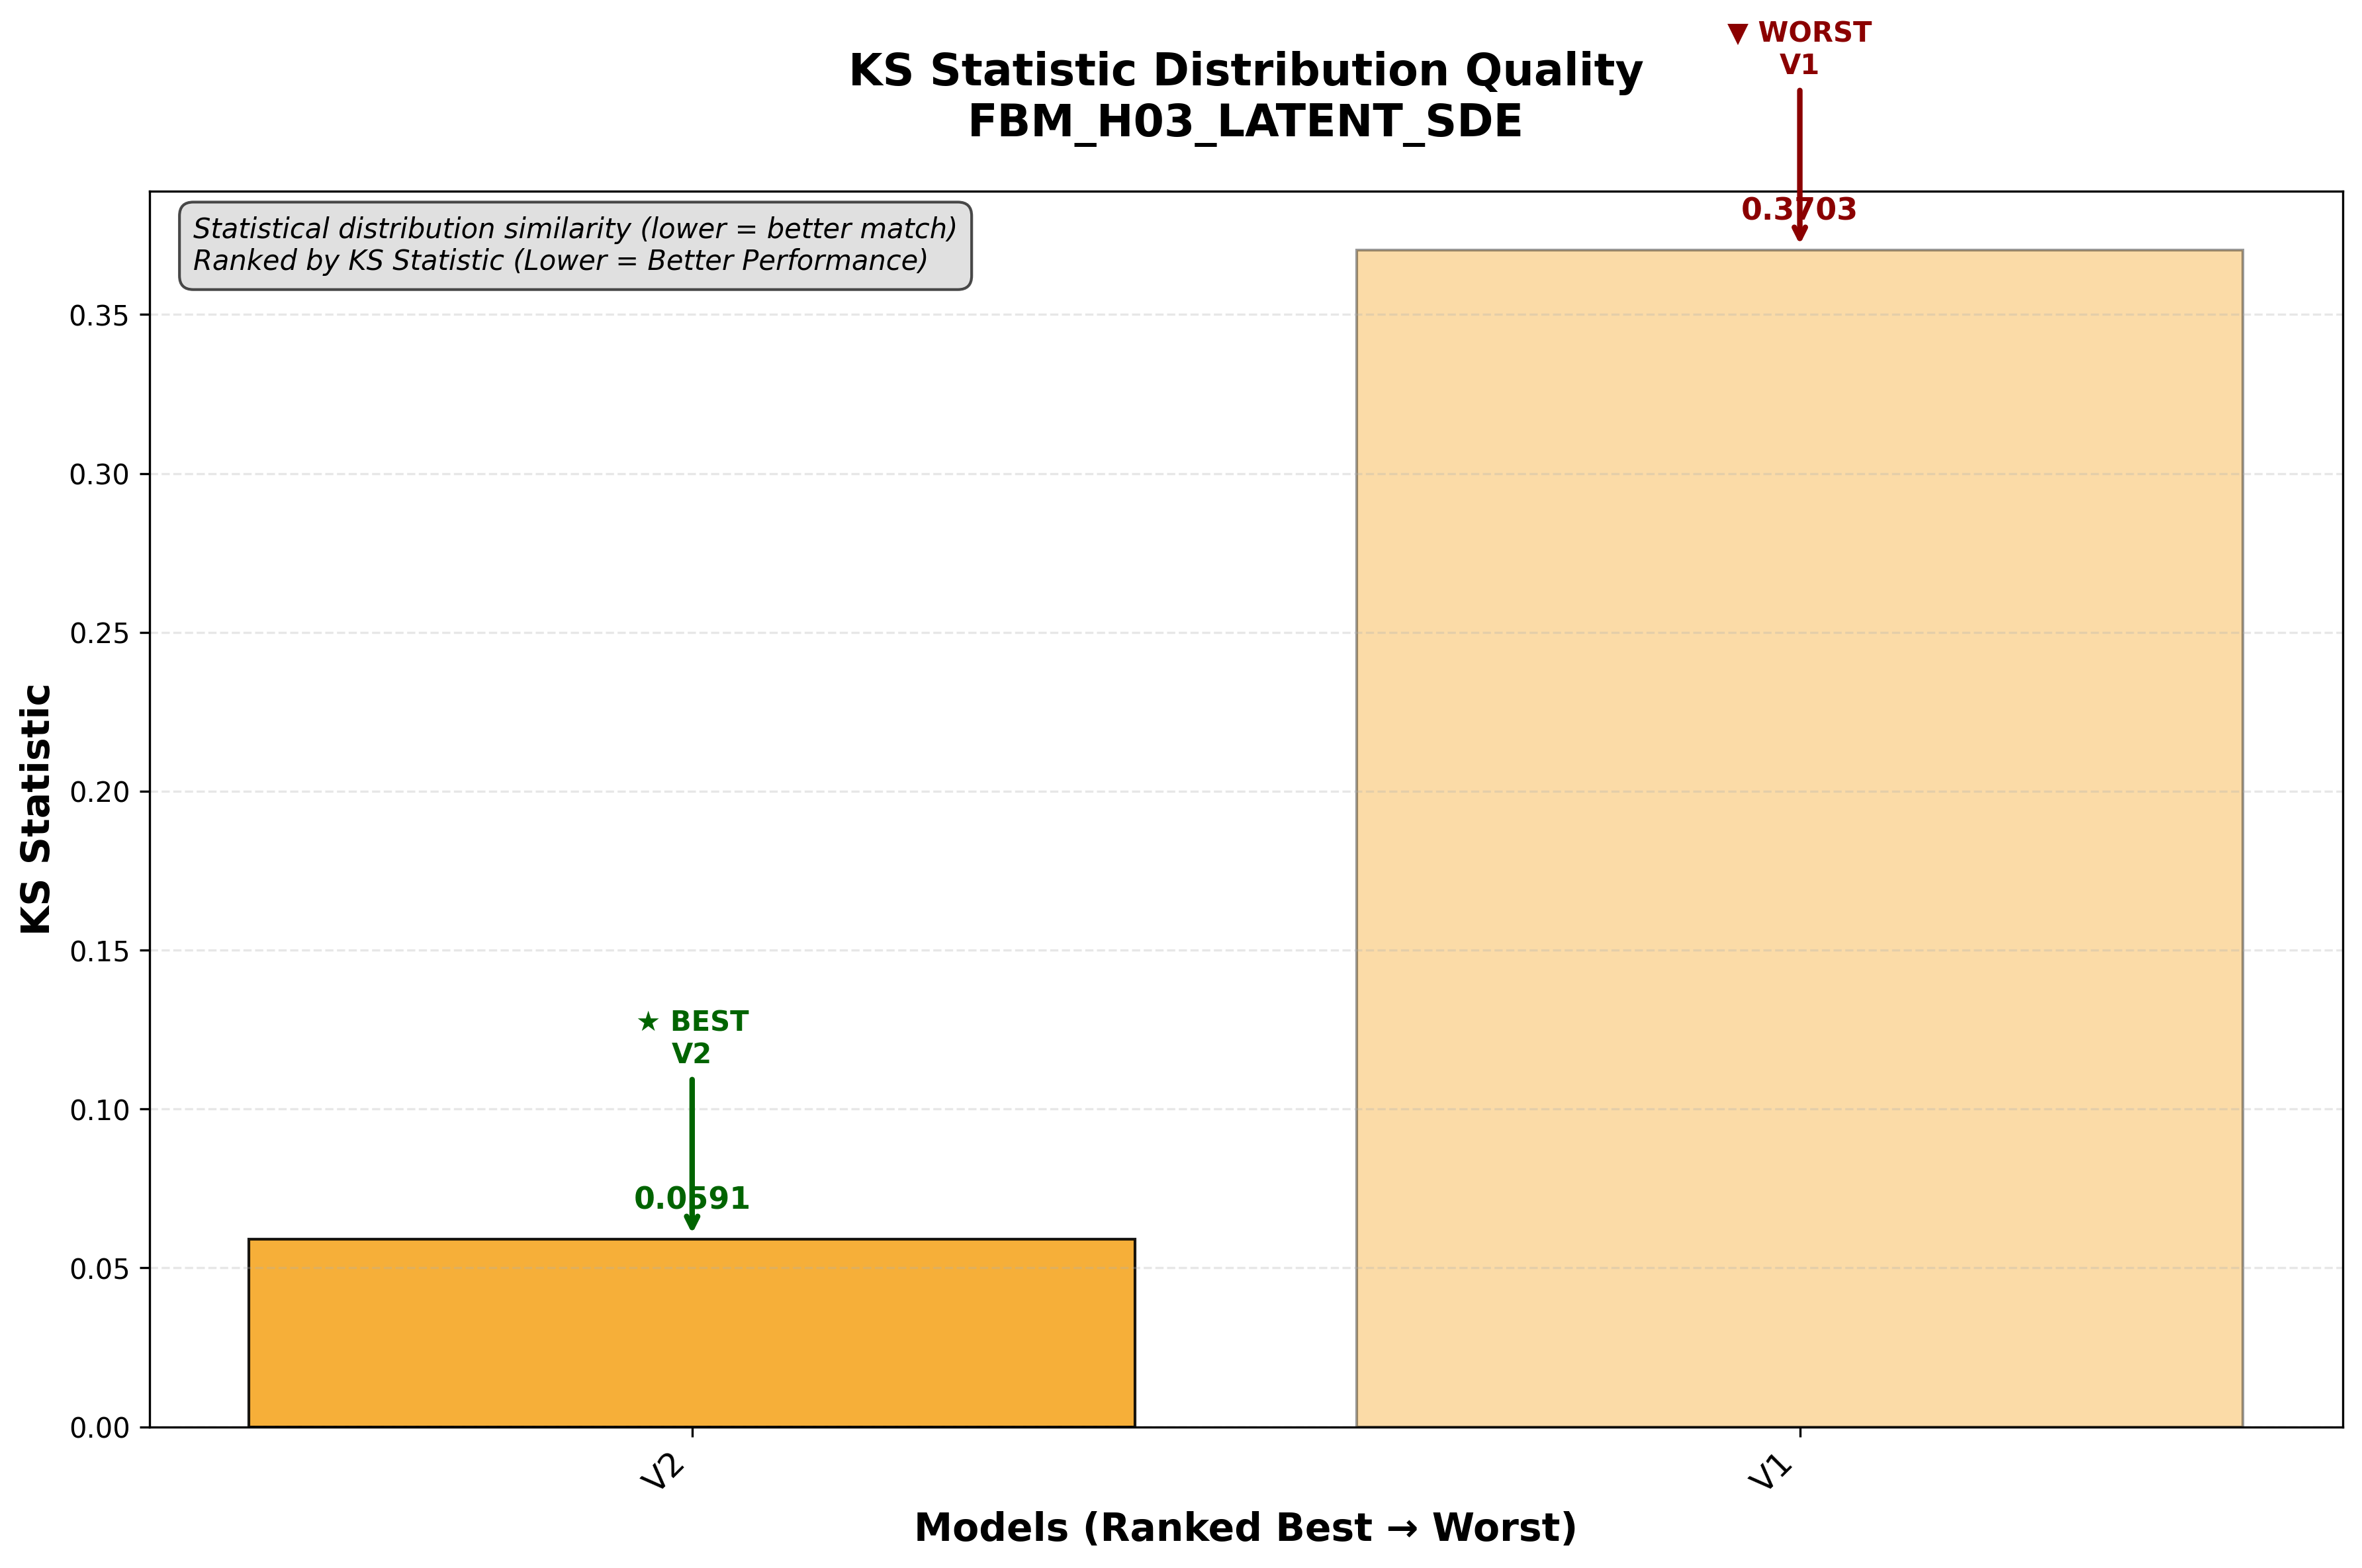 ▼ WORST
V1
KS Statistic Distribution Quality
FBM_H03_LATENT_SDE
Statistical distribution similarity (lower = better match)
Ranked by KS Statistic (Lower = Better Performance)
0.3703
0.35
0.30
0.25
0.20
0.15
0.10
0.05
0.00
KS Statistic
★ BEST
V2
0.0591
V2
V1
Models (Ranked Best → Worst)